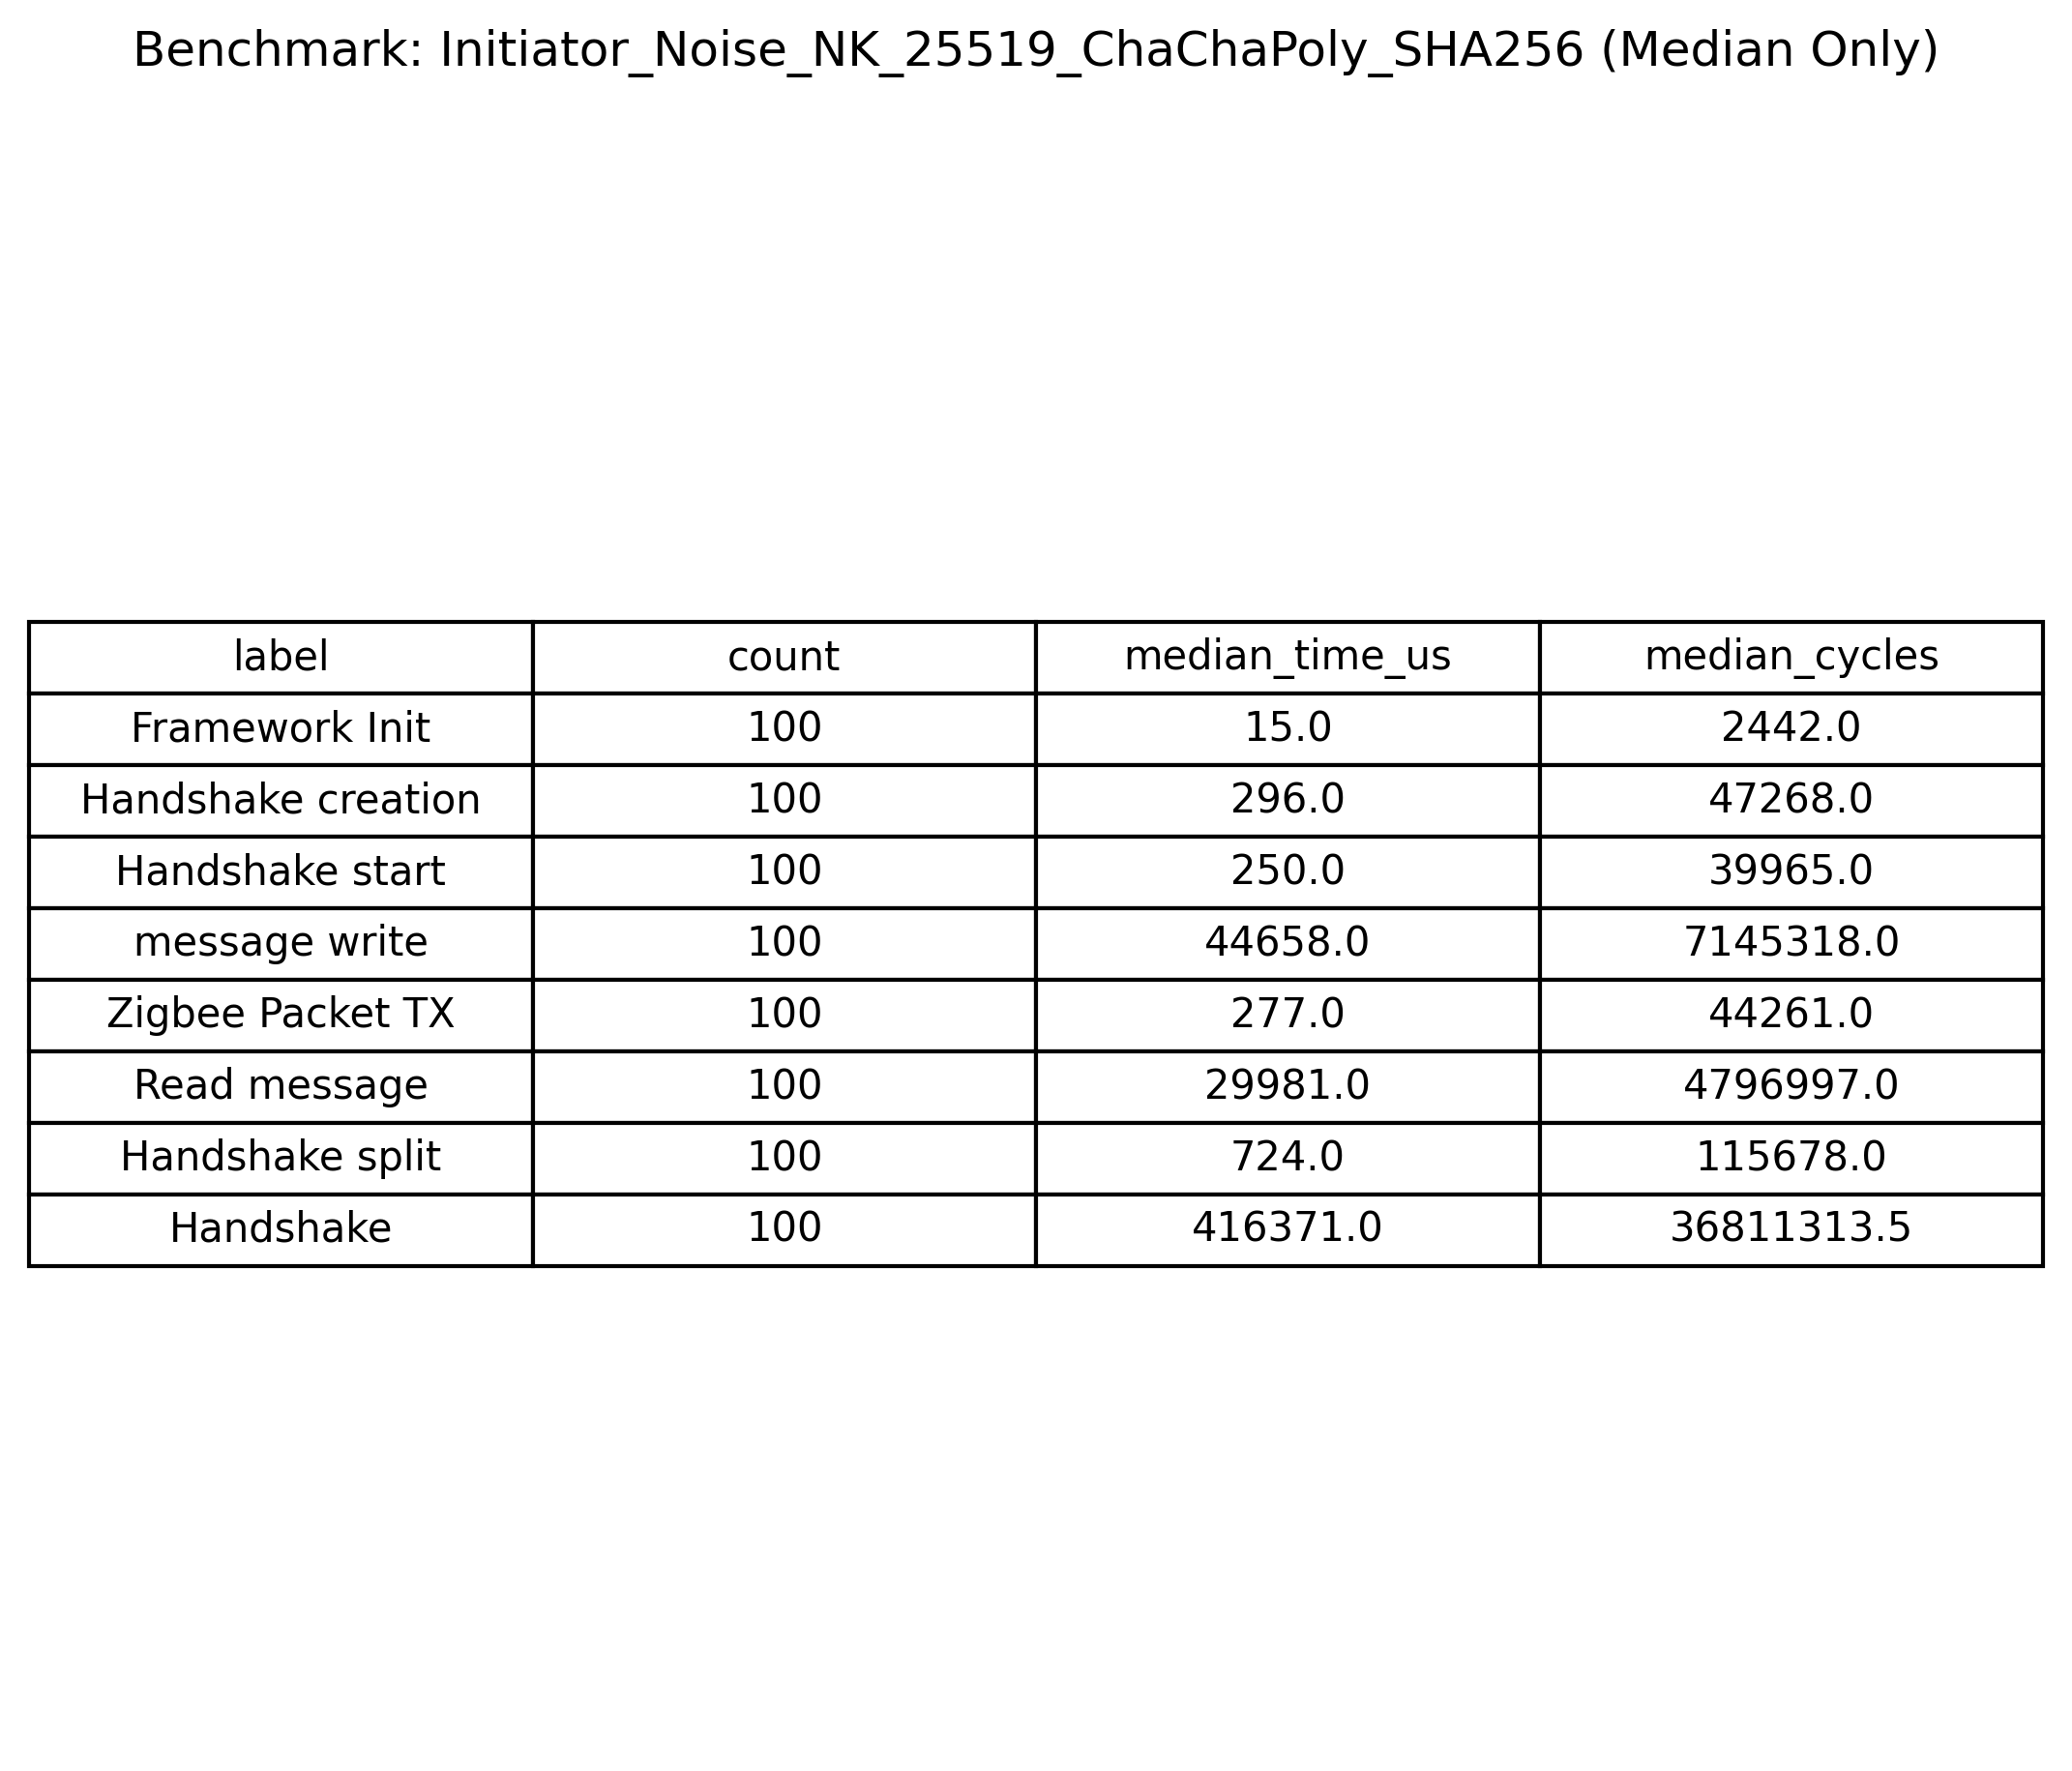 Benchmark: Initiator_Noise_NK_25519_ChaChaPoly_SHA256 (Median Only)
label count median_time_us median_cycles
Framework Init 100 15.0 2442.0
Handshake creation 100 296.0 47268.0
Handshake start 100 250.0 39965.0
message write 100 44658.0 7145318.0
Zigbee Packet TX 100 277.0 44261.0
Read message 100 29981.0 4796997.0
Handshake split 100 724.0 115678.0
Handshake 100 416371.0 36811313.5